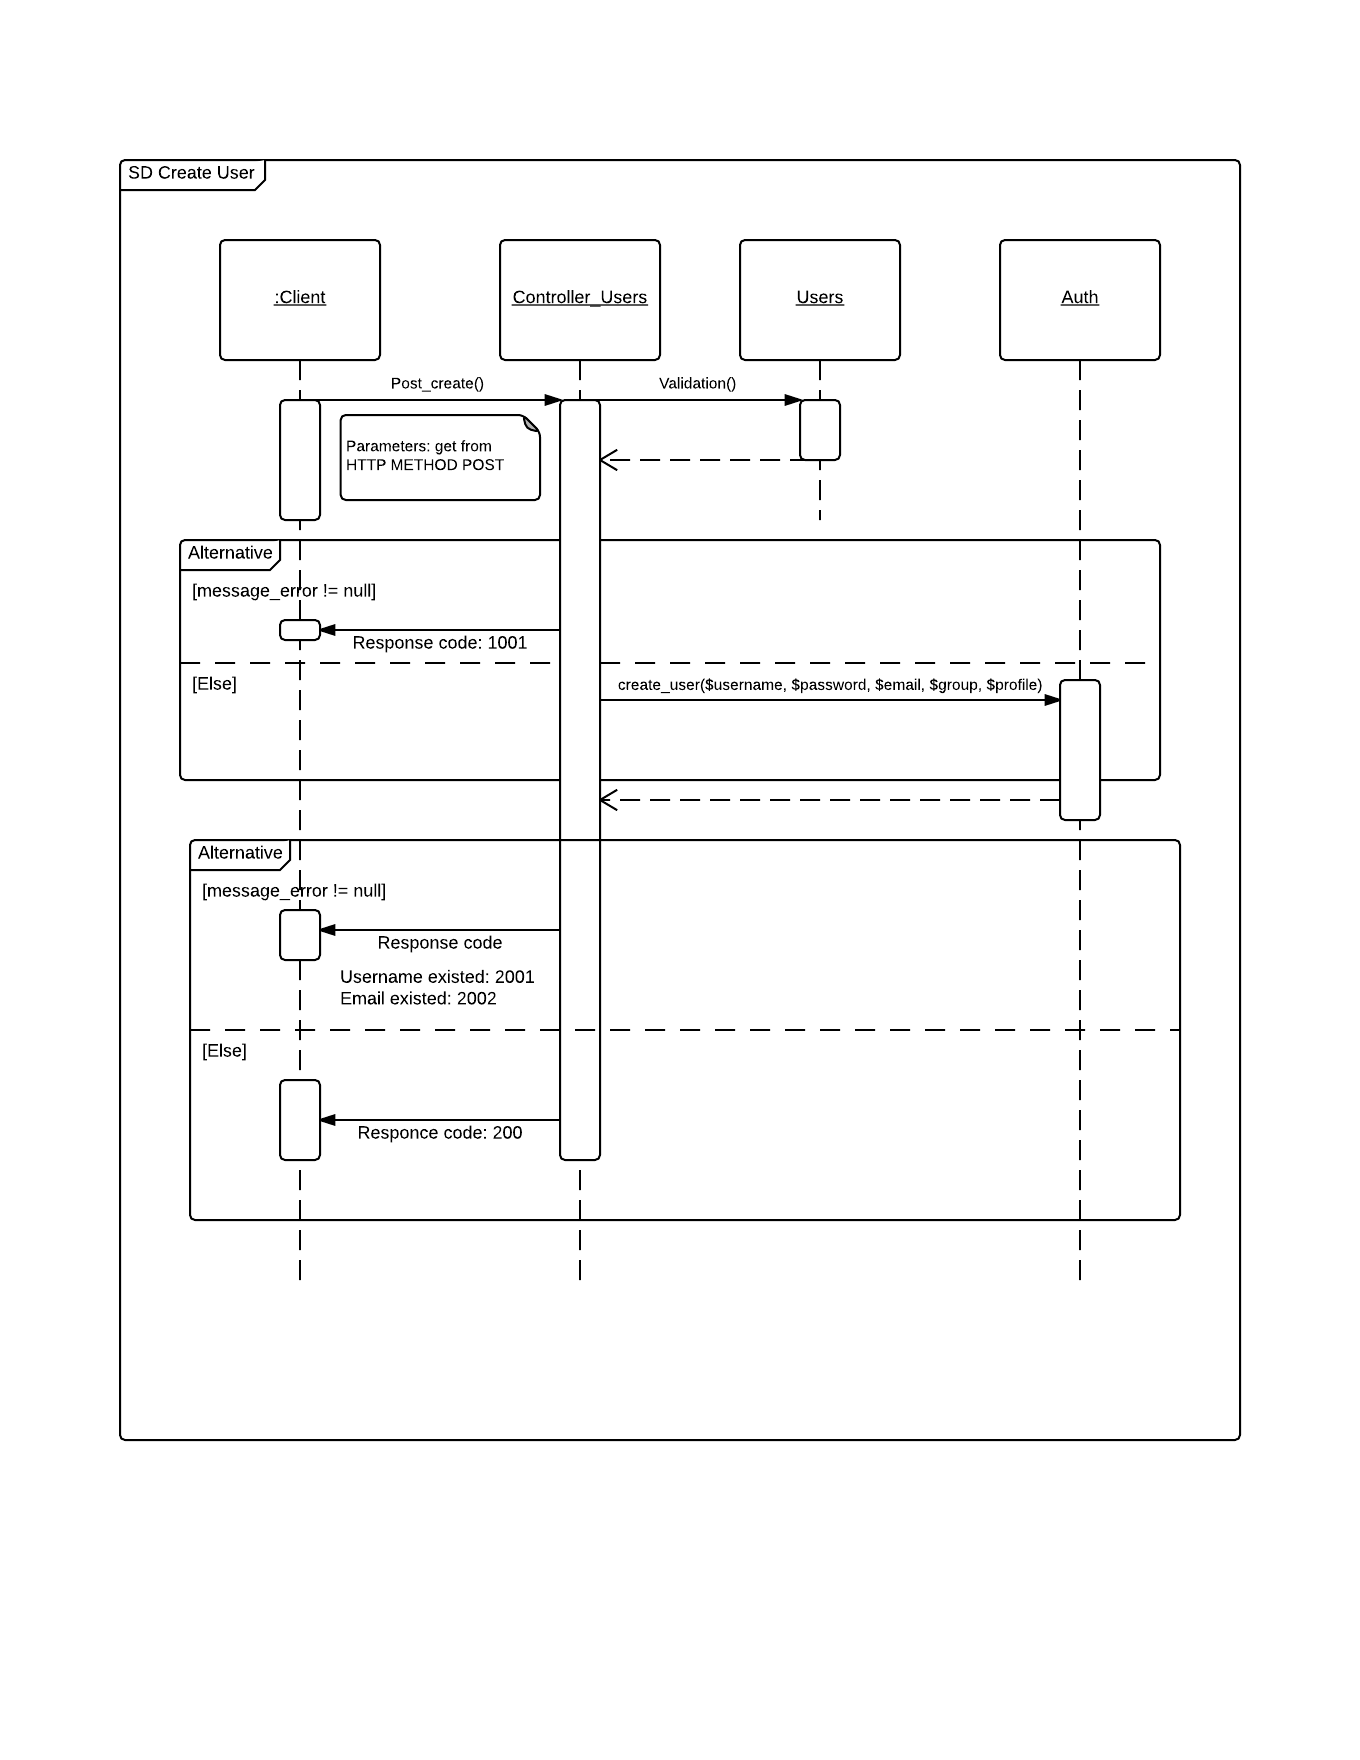 SD Create User
:Client
Controller_Users
Users
Auth
Post_create()
Validation()
Parameters: get from
HTTP METHOD POST
Alternative
[message_error != null]
Response code: 1001
[Else]
create_user($username, $password, $email, $group, $profile)
Alternative
[message_error != null]
Response code
Username existed: 2001
Email existed: 2002
[Else]
Responce code: 200